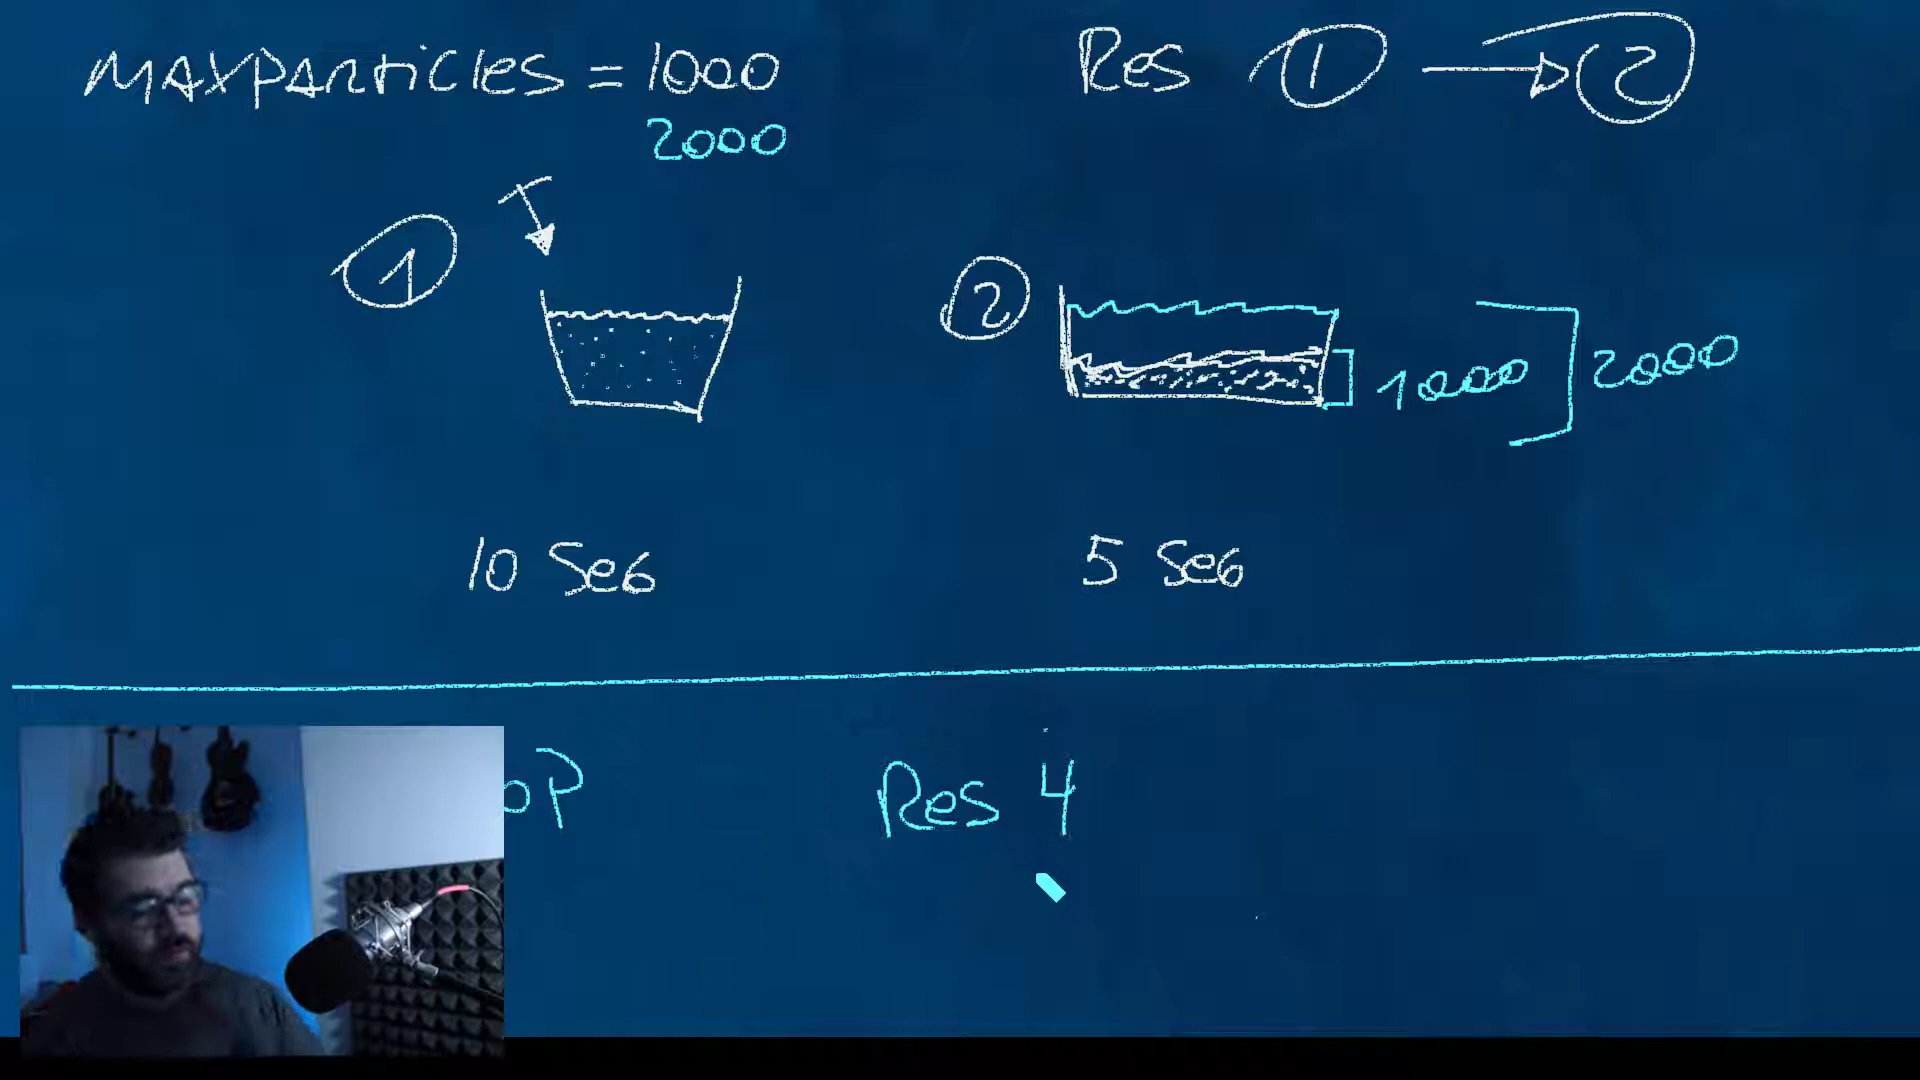 MAXPARTICLES = 1000
2000
Res 1 → 2
1
2
1000
2000
10 SeG
5 SeG
oP
Res 4